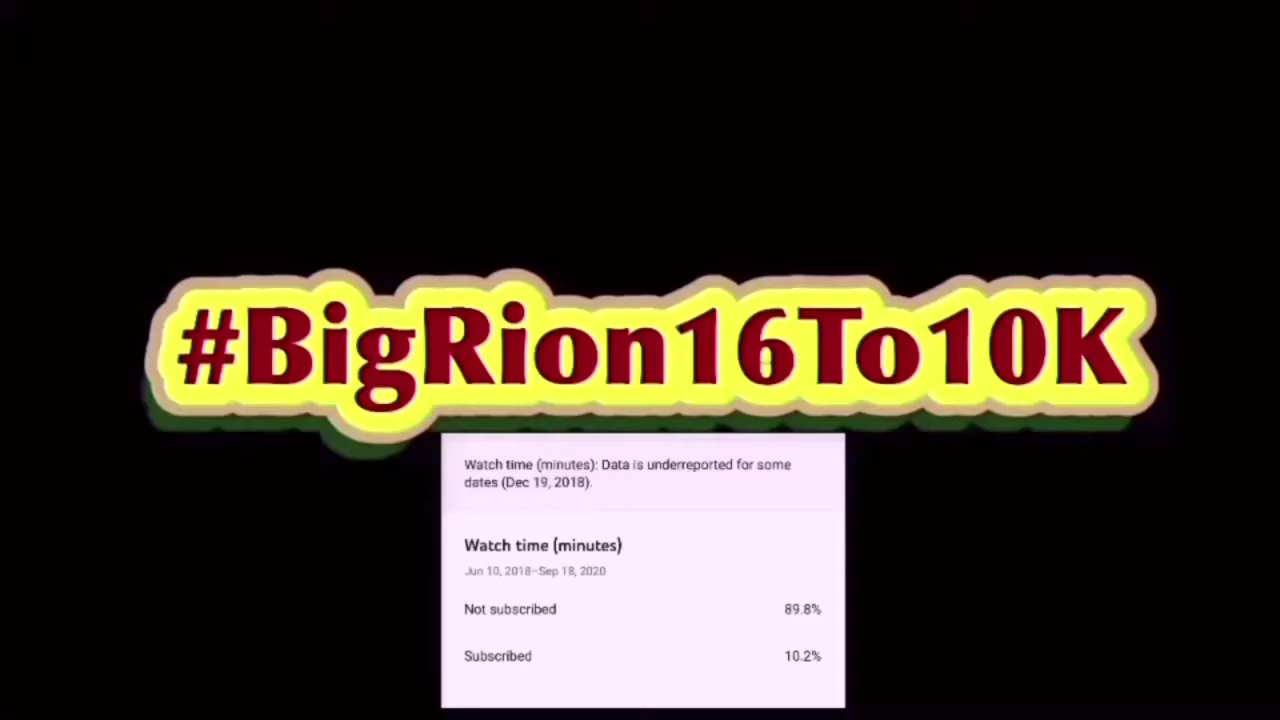 #BigRion16To10K
Watch time (minutes): Data is underreported for some
dates (Dec 19, 2018).
Watch time (minutes)
Jun 10, 2018–Sep 18, 2020
Not subscribed 89.8%
Subscribed 10.2%